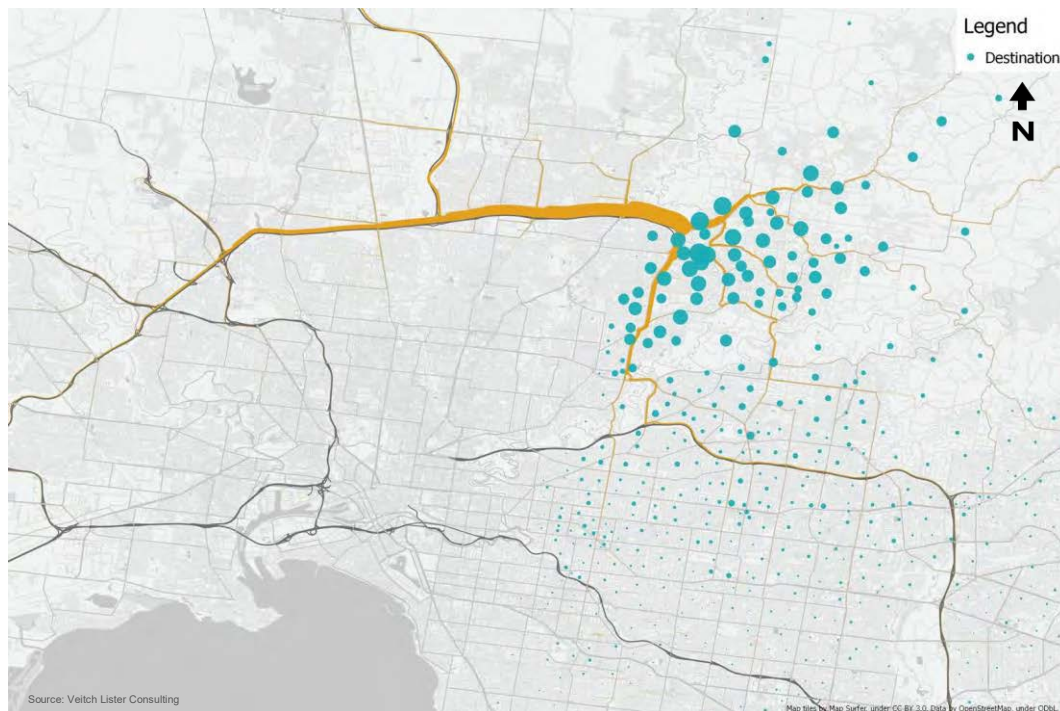 Legend
Destination
N
Source: Veitch Lister Consulting
Map tiles by Map Surfer, under CC BY 3.0. Data by OpenStreetMap, under ODbL